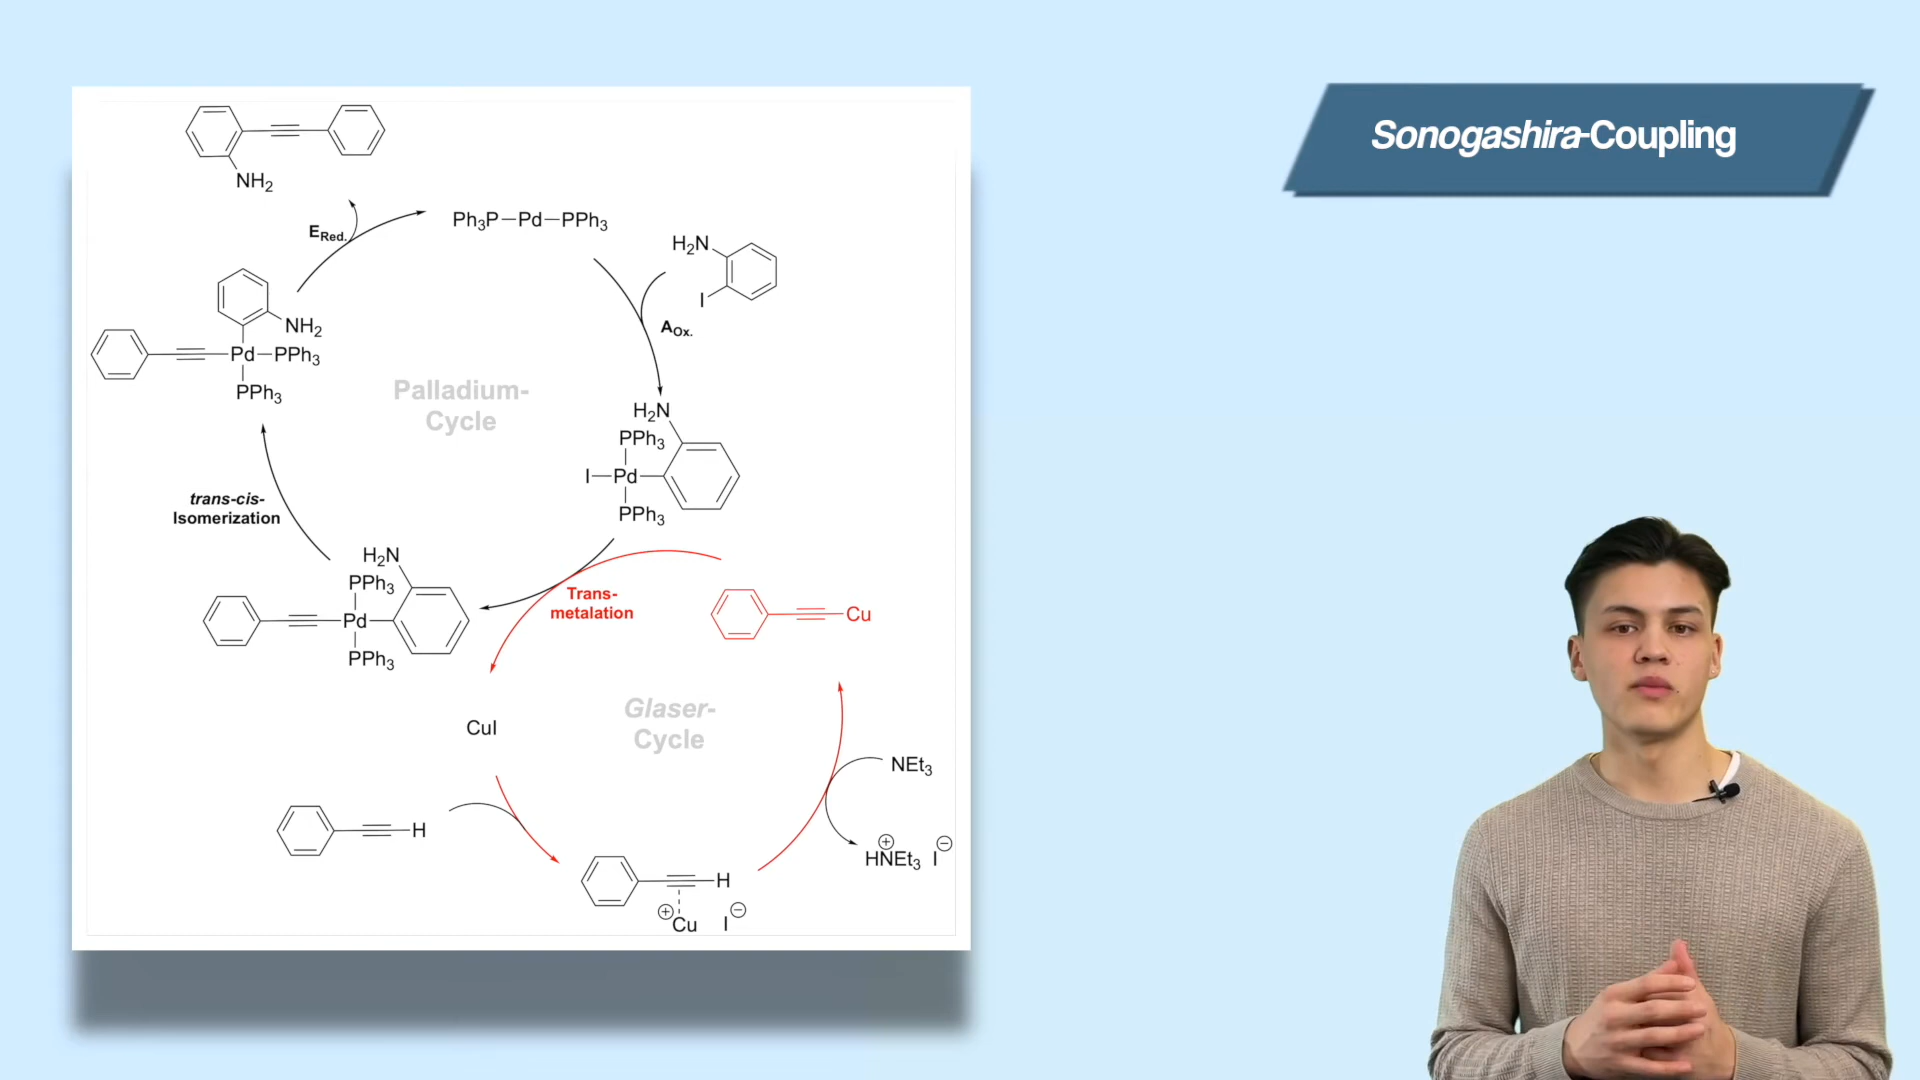 Sonogashira-Coupling
NH2
Ph3P–Pd–PPh3
ERed.
H2N
I
AOx.
NH2
Pd–PPh3
PPh3
Palladium-
Cycle
H2N
PPh3
I–Pd
PPh3
trans-cis-
Isomerization
H2N
PPh3
Pd
PPh3
Trans-
metalation
Cu
Glaser-
Cycle
CuI
NEt3
H
⊕ ⊖
HNEt3 I
H
⊕ ⊖
Cu I